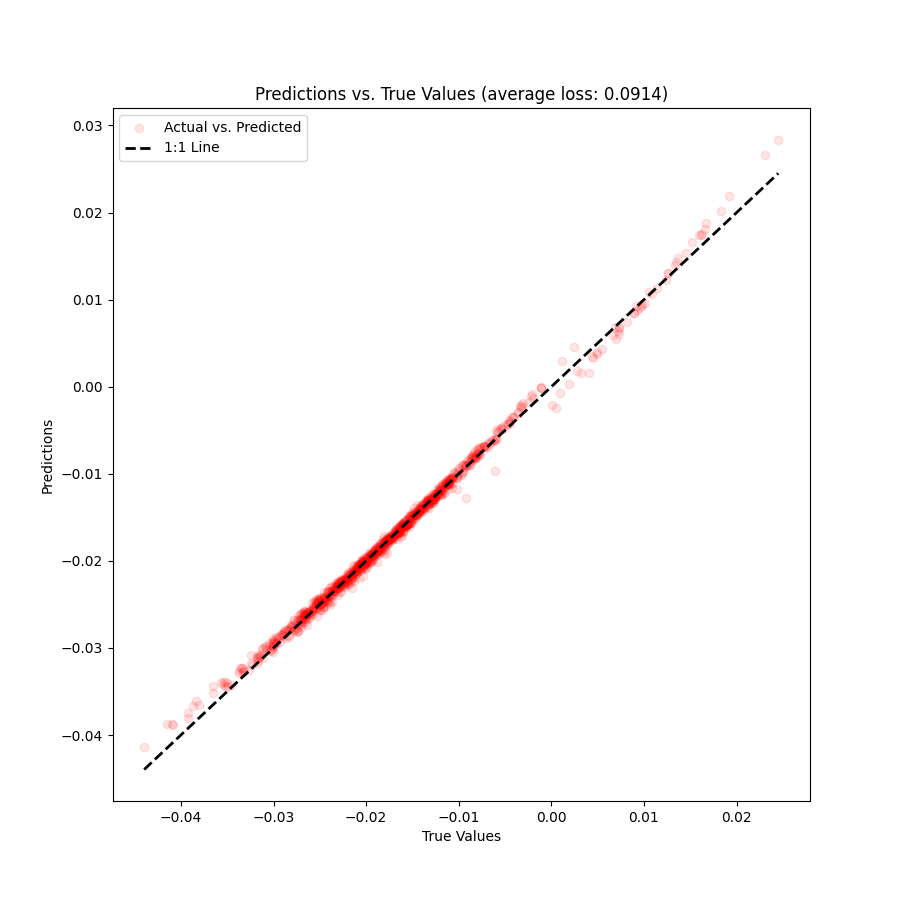 Predictions vs. True Values (average loss: 0.0914)
Actual vs. Predicted
1:1 Line
0.03
0.02
0.01
0.00
−0.01
−0.02
−0.03
−0.04
Predictions
−0.04 −0.03 −0.02 −0.01 0.00 0.01 0.02
True Values